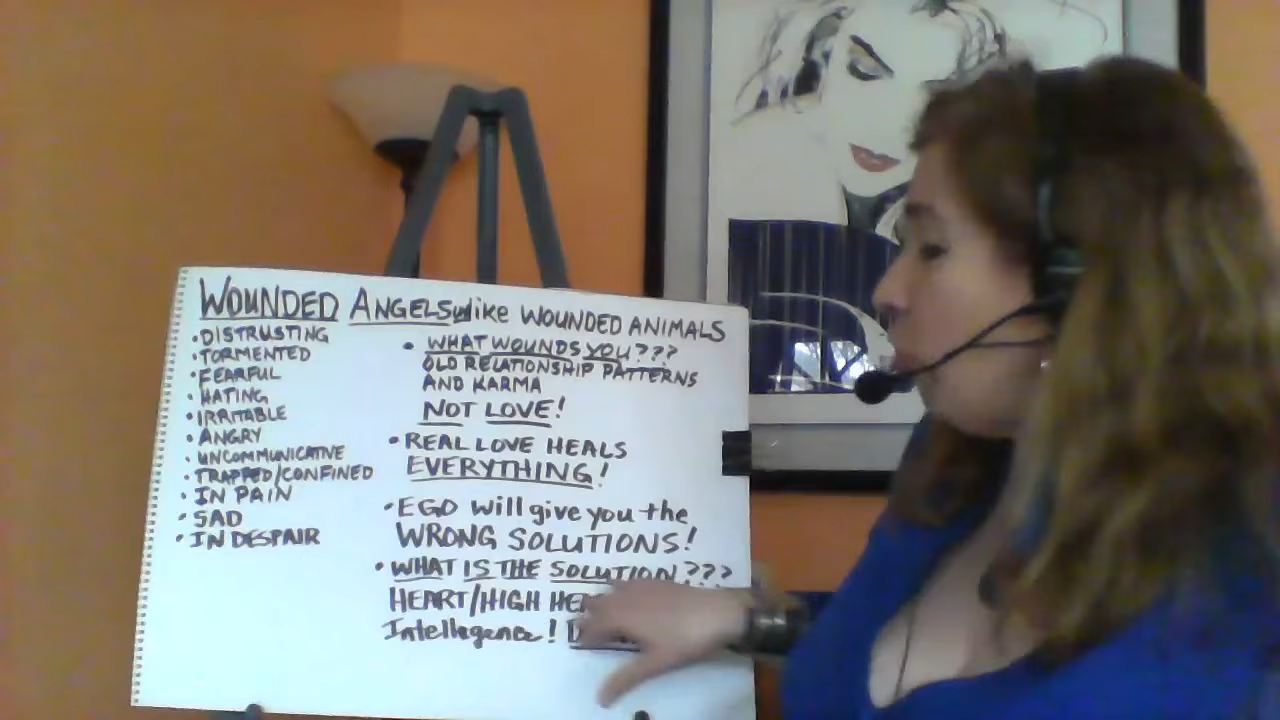 WOUNDED ANGELS like WOUNDED ANIMALS
• DISTRUSTING
• TORMENTED
• FEARFUL
• HATING
• IRRITABLE
• ANGRY
• UNCOMMUNICATIVE
• TRAPPED/CONFINED
• IN PAIN
• SAD
• IN DESPAIR
• WHAT WOUNDS YOU???
OLD RELATIONSHIP PATTERNS
AND KARMA
NOT LOVE!
• REAL LOVE HEALS
EVERYTHING!
• EGO will give you the
WRONG SOLUTIONS!
• WHAT IS THE SOLUTION???
HEART/HIGH
Intellegence!